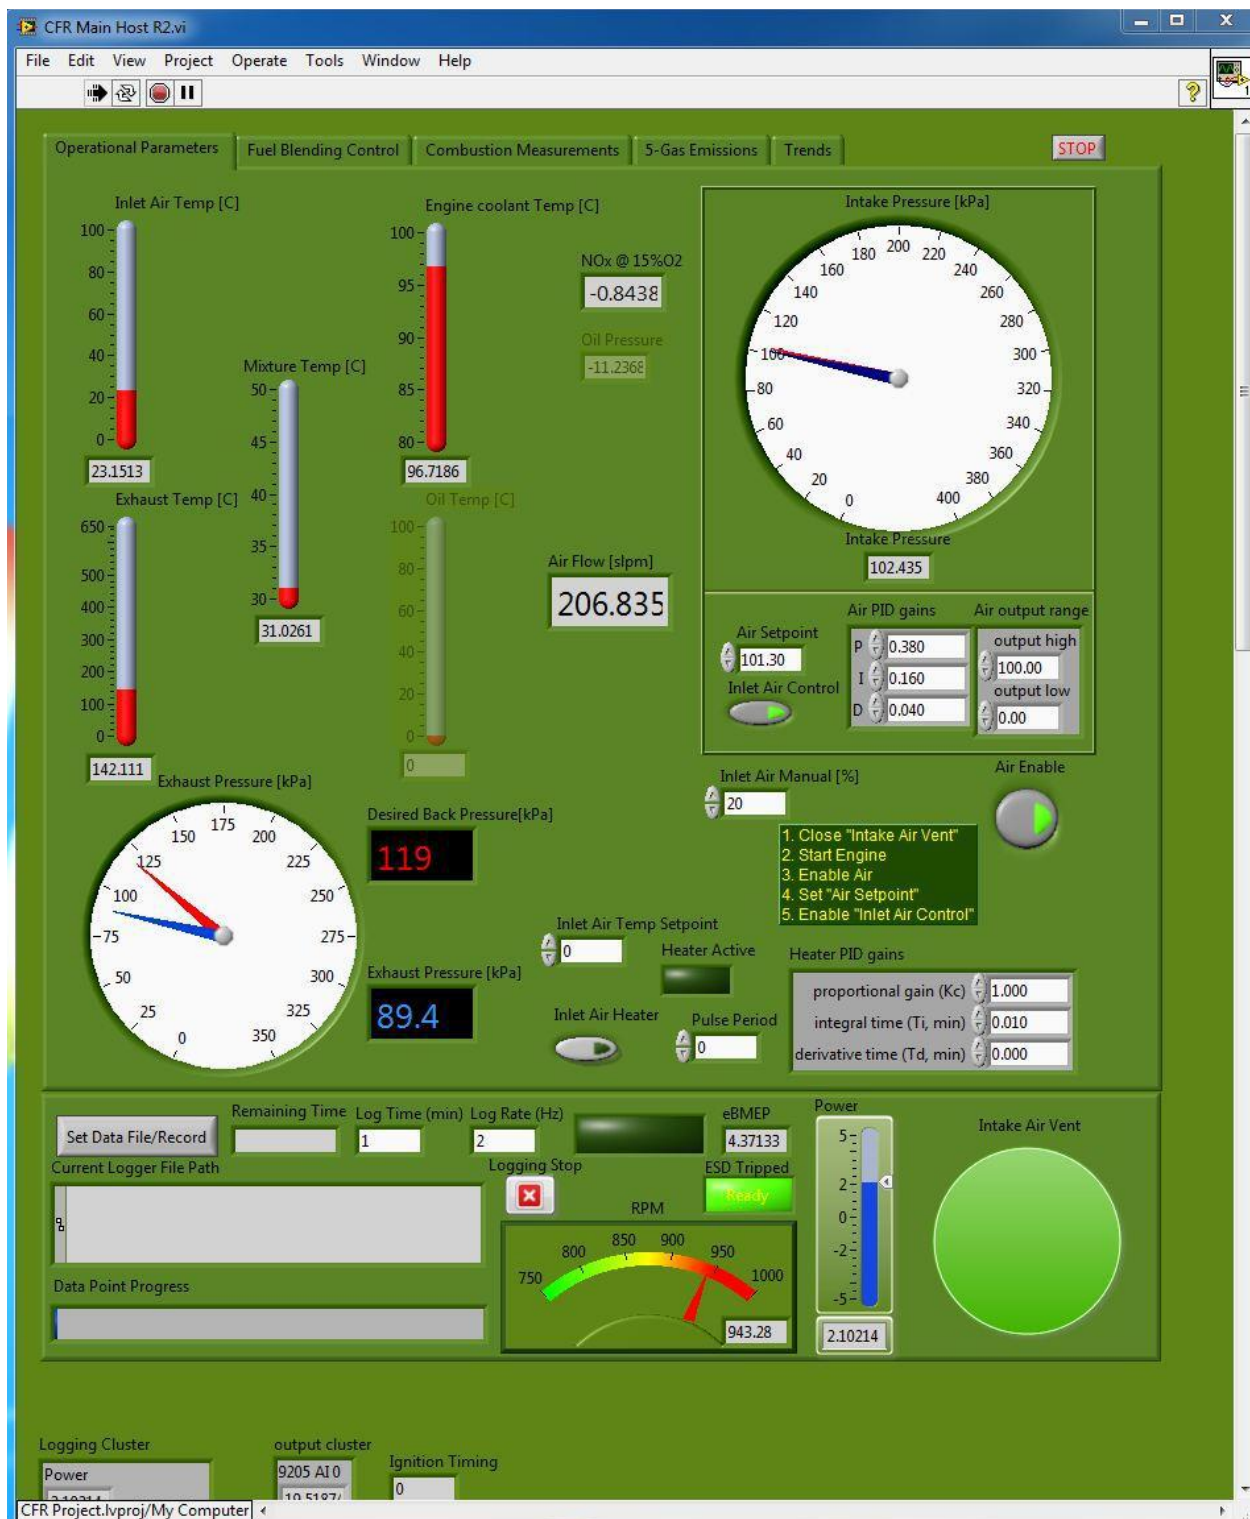 CFR Main Host R2.vi
File Edit View Project Operate Tools Window Help
1
Operational Parameters Fuel Blending Control Combustion Measurements 5-Gas Emissions Trends STOP
Inlet Air Temp [C]
100
80
60
40
20
0
23.1513
Engine coolant Temp [C]
100
95
90
85
80
96.7186
NOx @ 15%O2
-0.8438
Oil Pressure
-11.2368
Mixture Temp [C]
50
45
40
35
30
31.0261
Exhaust Temp [C]
650
500
400
300
200
100
0
142.111
Oil Temp [C]
100
80
60
40
20
0
0
Air Flow [slpm]
206.835
Intake Pressure [kPa]
0 20 40 60 80 100 120 140 160 180 200 220 240 260 280 300 320 340 360 380 400
Intake Pressure
102.435
Air Setpoint
101.30
Inlet Air Control
Air PID gains
P 0.380
I 0.160
D 0.040
Air output range
output high
100.00
output low
0.00
Inlet Air Manual [%]
20
Air Enable
1. Close "Intake Air Vent"
2. Start Engine
3. Enable Air
4. Set "Air Setpoint"
5. Enable "Inlet Air Control"
Exhaust Pressure [kPa]
0 25 50 75 100 125 150 175 200 225 250 275 300 325 350
Desired Back Pressure[kPa]
119
Exhaust Pressure [kPa]
89.4
Inlet Air Temp Setpoint
0
Heater Active
Inlet Air Heater
Pulse Period
0
Heater PID gains
proportional gain (Kc) 1.000
integral time (Ti, min) 0.010
derivative time (Td, min) 0.000
Set Data File/Record
Remaining Time
Log Time (min)
1
Log Rate (Hz)
2
eBMEP
4.37133
Current Logger File Path
Logging Stop
ESD Tripped
Ready
Data Point Progress
RPM
750 800 850 900 950 1000
943.28
Power
5
2
0
-2
-5
2.10214
Intake Air Vent
Logging Cluster
Power
2.10214
output cluster
9205 AI 0
Ignition Timing
0
CFR Project.lvproj/My Computer